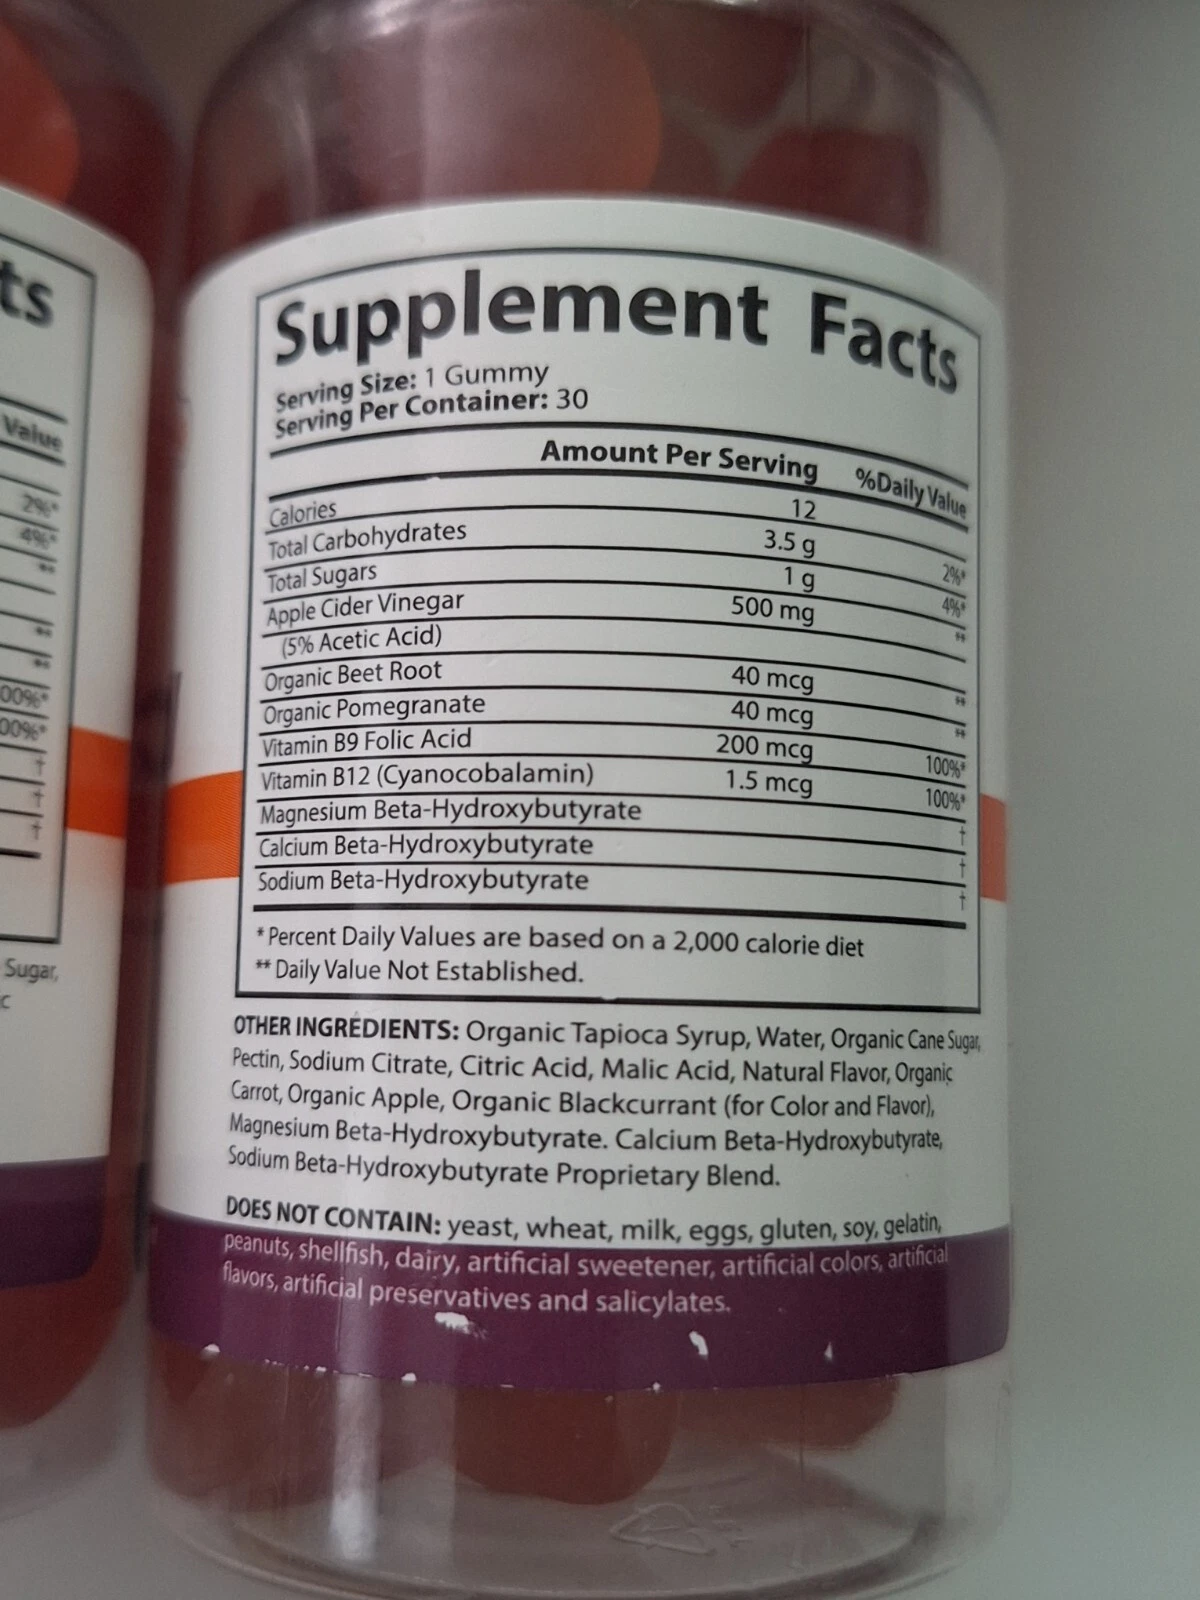 ts
Value
2%*
4%*
**
**
**
00%*
00%*
†
†
†
Sugar,
c
Supplement Facts
Serving Size: 1 Gummy
Serving Per Container: 30
Amount Per Serving %Daily Value
Calories 12
Total Carbohydrates 3.5 g 2%*
Total Sugars 1 g 4%*
Apple Cider Vinegar 500 mg **
(5% Acetic Acid)
Organic Beet Root 40 mcg **
Organic Pomegranate 40 mcg **
Vitamin B9 Folic Acid 200 mcg 100%*
Vitamin B12 (Cyanocobalamin) 1.5 mcg 100%*
Magnesium Beta-Hydroxybutyrate †
Calcium Beta-Hydroxybutyrate †
Sodium Beta-Hydroxybutyrate †
* Percent Daily Values are based on a 2,000 calorie diet
** Daily Value Not Established.
OTHER INGREDIENTS: Organic Tapioca Syrup, Water, Organic Cane Sugar,
Pectin, Sodium Citrate, Citric Acid, Malic Acid, Natural Flavor, Organic
Carrot, Organic Apple, Organic Blackcurrant (for Color and Flavor),
Magnesium Beta-Hydroxybutyrate. Calcium Beta-Hydroxybutyrate,
Sodium Beta-Hydroxybutyrate Proprietary Blend.
DOES NOT CONTAIN: yeast, wheat, milk, eggs, gluten, soy, gelatin,
peanuts, shellfish, dairy, artificial sweetener, artificial colors, artificial
flavors, artificial preservatives and salicylates.